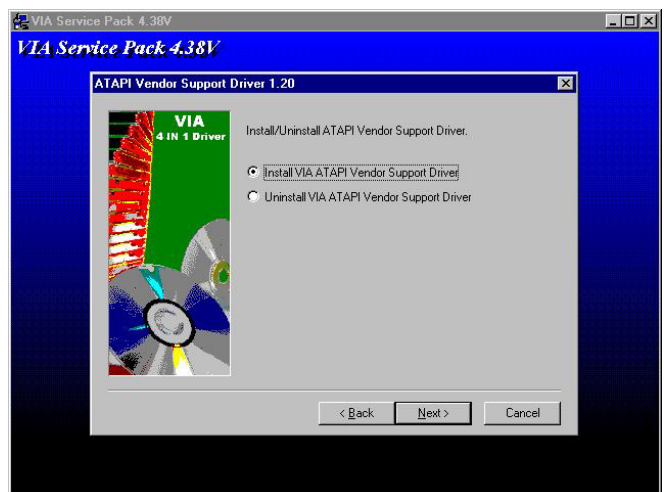 VIA Service Pack 4.38V
VIA Service Pack 4.38V
ATAPI Vendor Support Driver 1.20
VIA
4 IN 1 Driver
Install/Uninstall ATAPI Vendor Support Driver.
Install VIA ATAPI Vendor Support Driver
Uninstall VIA ATAPI Vendor Support Driver
< Back
Next >
Cancel